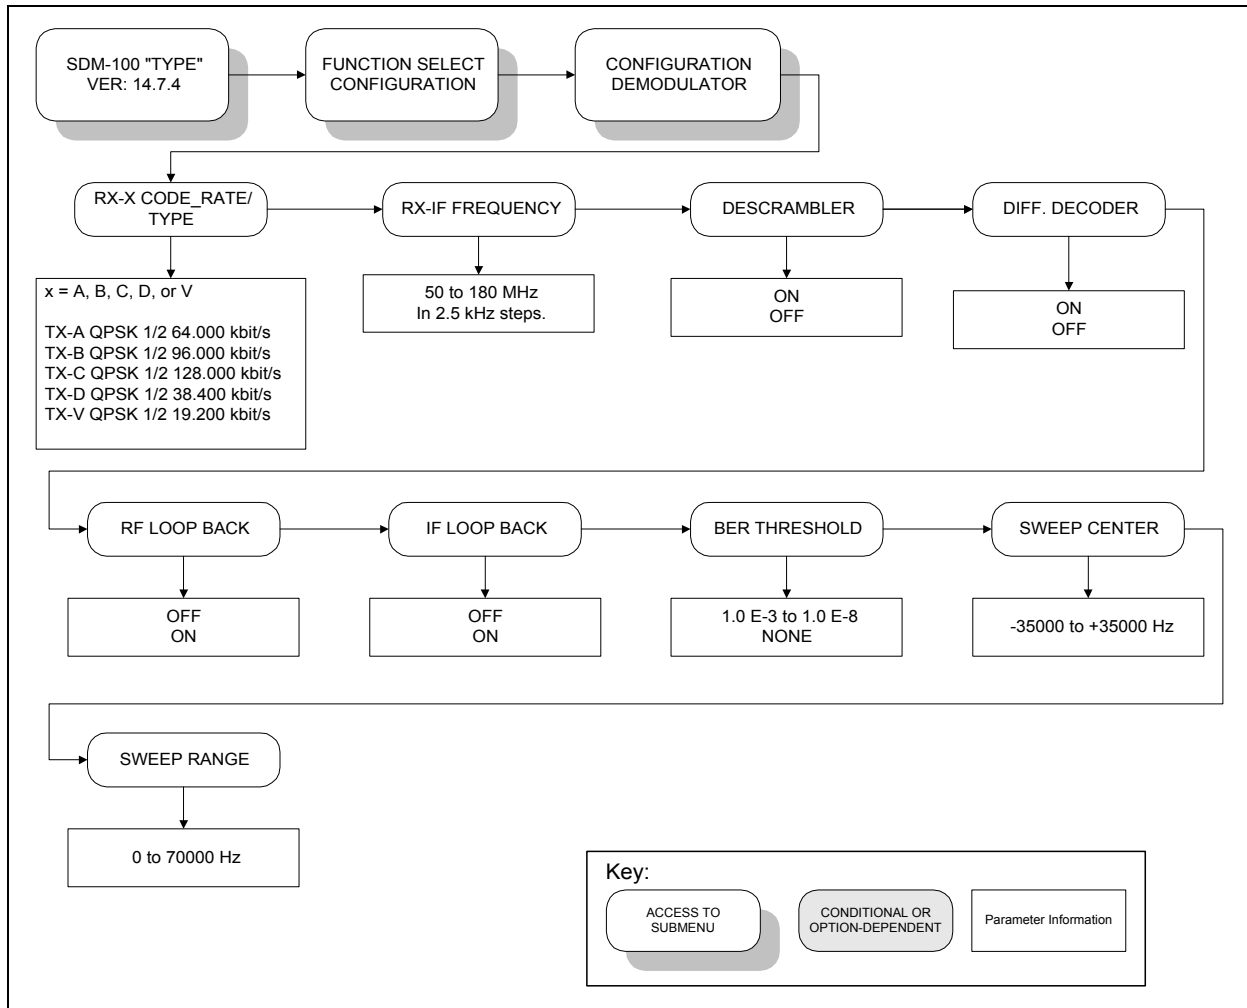 SDM-100 "TYPE"
VER: 14.7.4
FUNCTION SELECT
CONFIGURATION
CONFIGURATION
DEMODULATOR
RX-X CODE_RATE/
TYPE
RX-IF FREQUENCY
DESCRAMBLER
DIFF. DECODER
x = A, B, C, D, or V
TX-A QPSK 1/2 64.000 kbit/s
TX-B QPSK 1/2 96.000 kbit/s
TX-C QPSK 1/2 128.000 kbit/s
TX-D QPSK 1/2 38.400 kbit/s
TX-V QPSK 1/2 19.200 kbit/s
50 to 180 MHz
In 2.5 kHz steps.
ON
OFF
ON
OFF
RF LOOP BACK
IF LOOP BACK
BER THRESHOLD
SWEEP CENTER
OFF
ON
OFF
ON
1.0 E-3 to 1.0 E-8
NONE
-35000 to +35000 Hz
SWEEP RANGE
0 to 70000 Hz
Key:
ACCESS TO
SUBMENU
CONDITIONAL OR
OPTION-DEPENDENT
Parameter Information